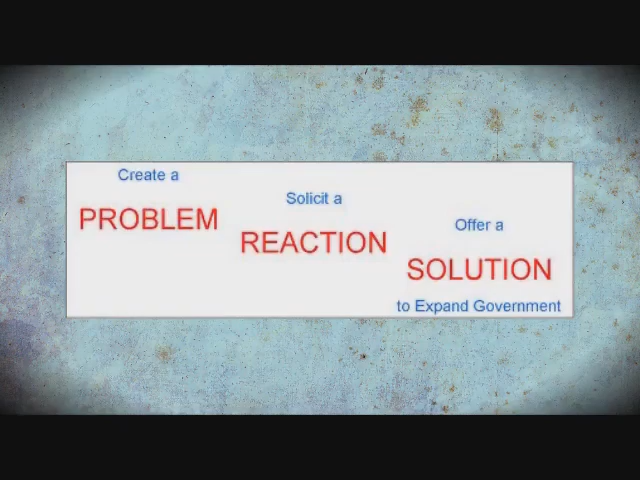 Create a
PROBLEM
Solicit a
REACTION
Offer a
SOLUTION
to Expand Government